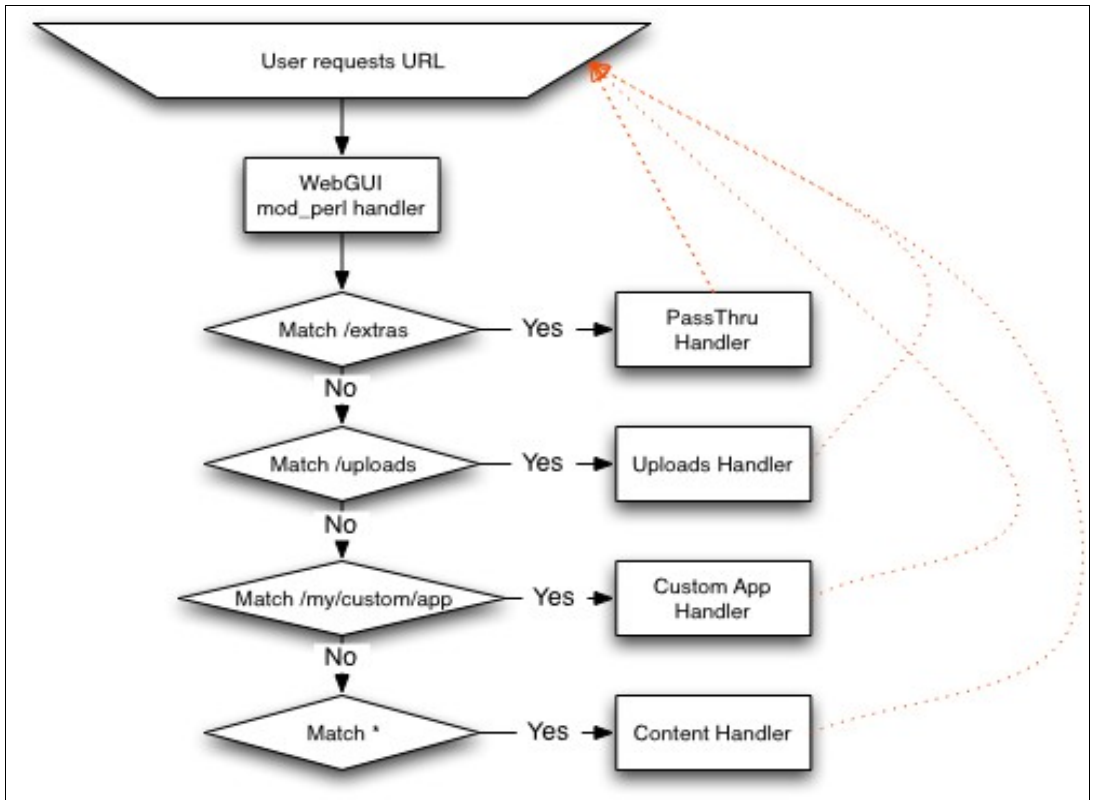 User requests URL
WebGUI
mod_perl handler
Match /extras
Yes
PassThru
Handler
No
Match /uploads
Yes
Uploads Handler
No
Match /my/custom/app
Yes
Custom App
Handler
No
Match *
Yes
Content Handler